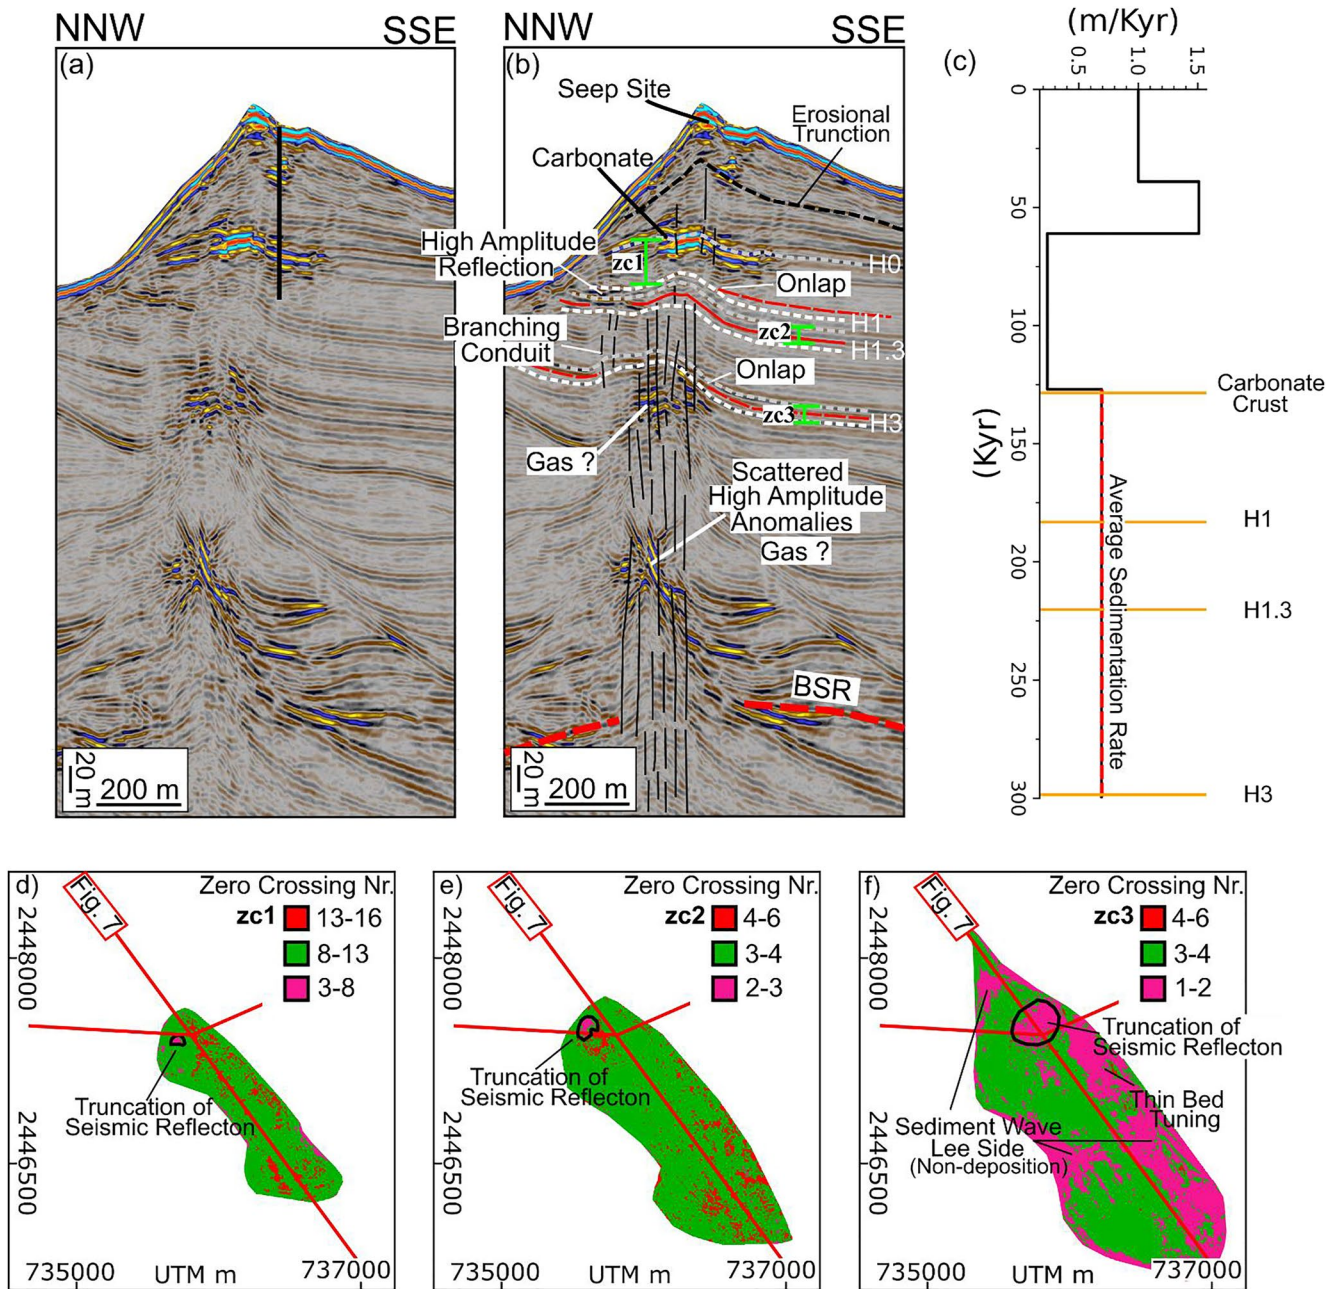 NNW SSE
(a)
20 m
200 m
NNW SSE
(b)
Seep Site
Erosional
Trunction
Carbonate
High Amplitude
Reflection
zc1
H0
Onlap
H1
Branching
Conduit
zc2
H1.3
Onlap
zc3
H3
Gas ?
Scattered
High Amplitude
Anomalies
Gas ?
BSR
20 m
200 m
(c)
(m/Kyr)
0.5 1.0 1.5
0
50
100
150
200
250
300
(Kyr)
Average Sedimentation Rate
Carbonate
Crust
H1
H1.3
H3
d)
Fig. 7
Zero Crossing Nr.
zc1 13-16
8-13
3-8
2448000
2446500
Truncation of
Seismic Reflecton
735000 UTM m 737000
e)
Fig. 7
Zero Crossing Nr.
zc2 4-6
3-4
2-3
2448000
2446500
Truncation of
Seismic Reflecton
735000 UTM m 737000
f)
Fig. 7
Zero Crossing Nr.
zc3 4-6
3-4
1-2
2448000
2446500
Truncation of
Seismic Reflecton
Thin Bed
Tuning
Sediment Wave
Lee Side
(Non-deposition)
735000 UTM m 737000